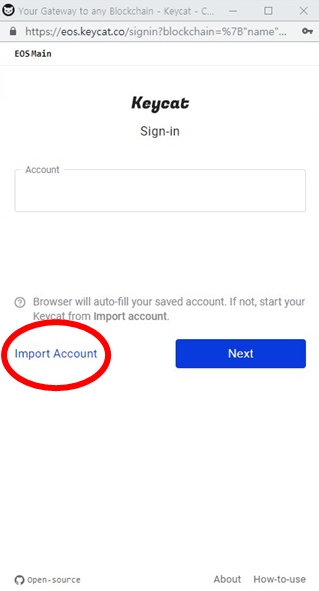 Your Gateway to any Blockchain - Keycat - C...
https://eos.keycat.co/signin?blockchain=%7B"name"...
EOS Main
Keycat
Sign-in
Account
Browser will auto-fill your saved account. If not, start your
Keycat from Import account.
Import Account
Next
Open-source
About
How-to-use